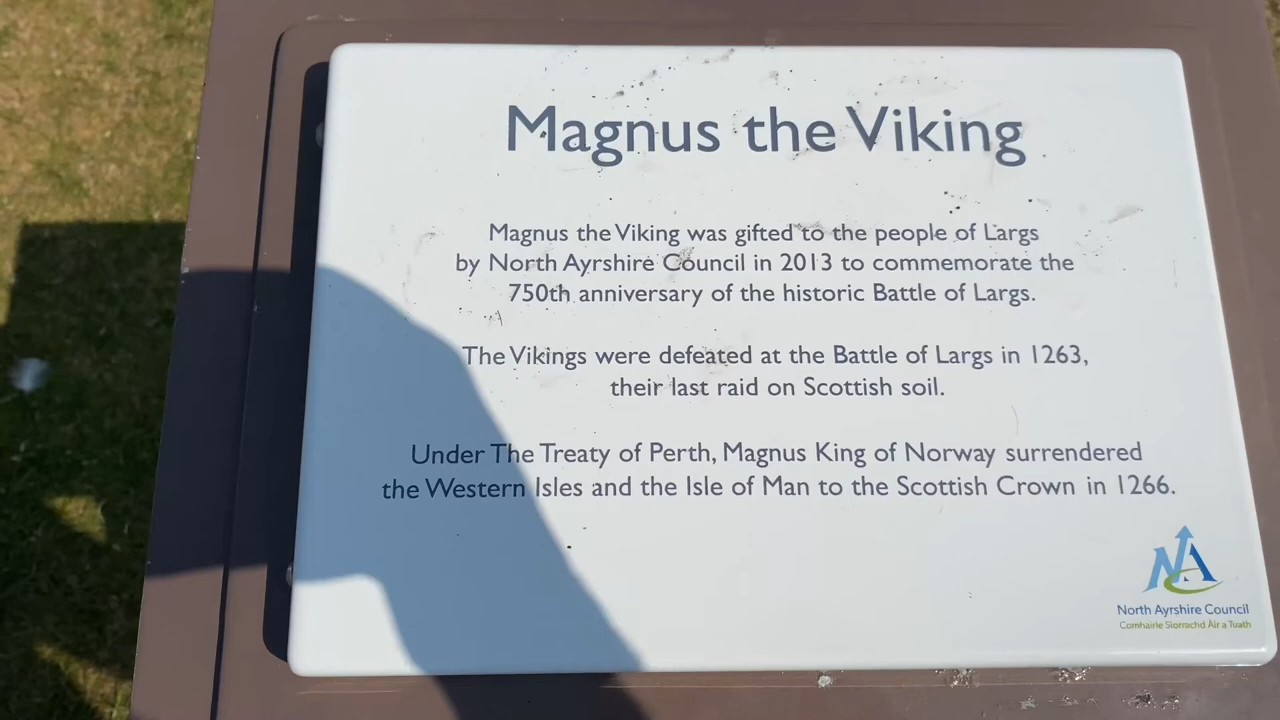 Magnus the Viking
Magnus the Viking was gifted to the people of Largs
by North Ayrshire Council in 2013 to commemorate the
750th anniversary of the historic Battle of Largs.
The Vikings were defeated at the Battle of Largs in 1263,
their last raid on Scottish soil.
Under The Treaty of Perth, Magnus King of Norway surrendered
the Western Isles and the Isle of Man to the Scottish Crown in 1266.
NA
North Ayrshire Council
Comhairle Siorrachd Àir a Tuath